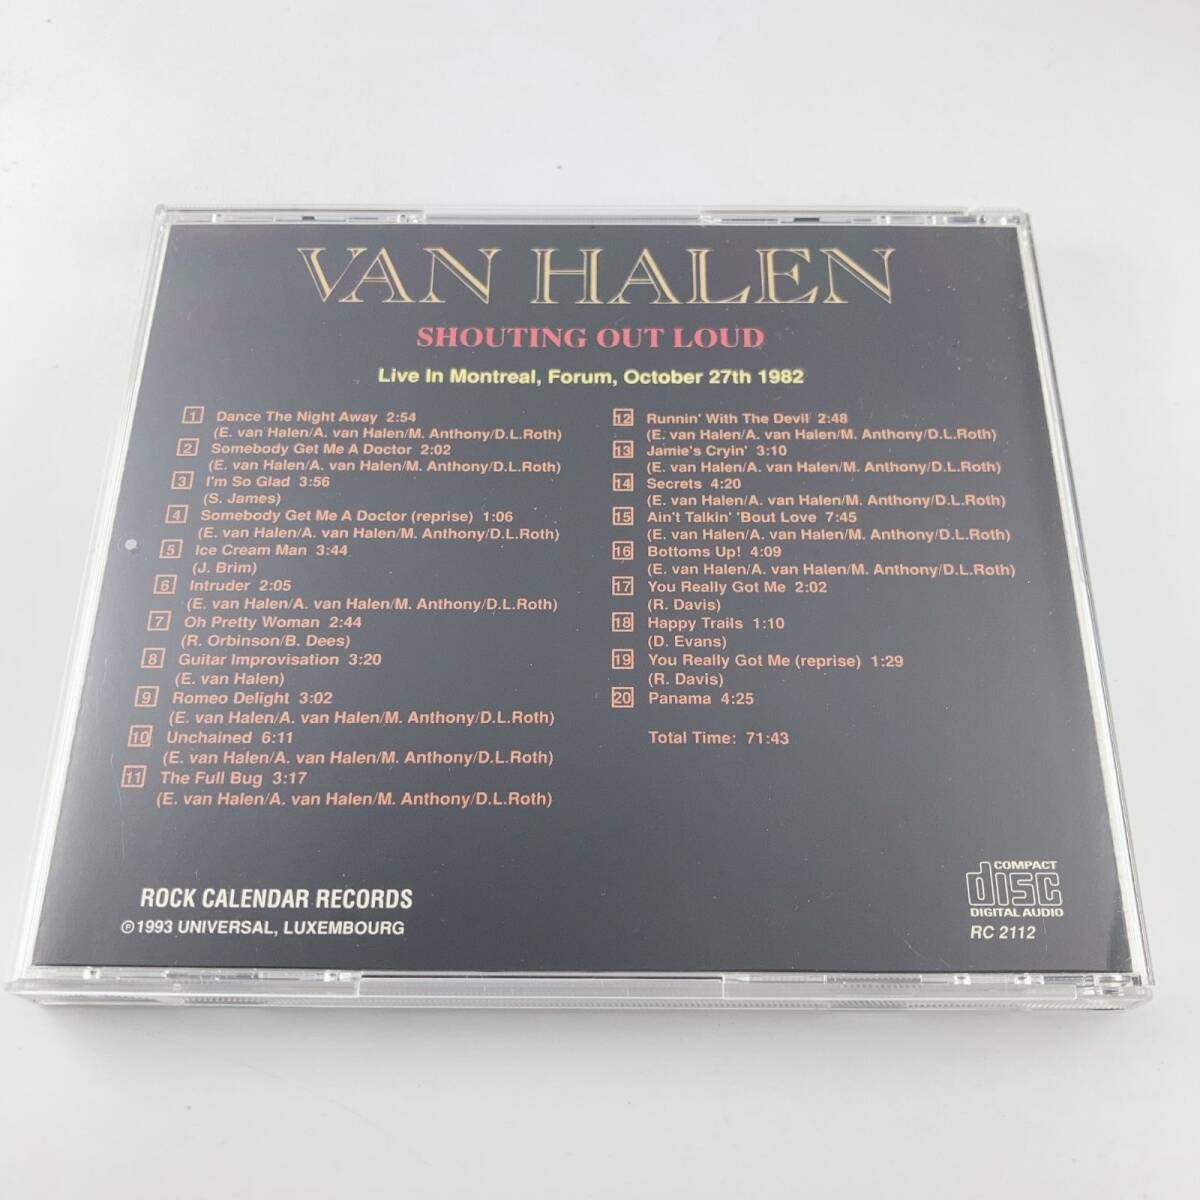 VAN HALEN
SHOUTING OUT LOUD
Live In Montreal, Forum, October 27th 1982
1 Dance The Night Away 2:54
(E. van Halen/A. van Halen/M. Anthony/D.L.Roth)
2 Somebody Get Me A Doctor 2:02
(E. van Halen/A. van Halen/M. Anthony/D.L.Roth)
3 I'm So Glad 3:56
(S. James)
4 Somebody Get Me A Doctor (reprise) 1:06
(E. van Halen/A. van Halen/M. Anthony/D.L.Roth)
5 Ice Cream Man 3:44
(J. Brim)
6 Intruder 2:05
(E. van Halen/A. van Halen/M. Anthony/D.L.Roth)
7 Oh Pretty Woman 2:44
(R. Orbinson/B. Dees)
8 Guitar Improvisation 3:20
(E. van Halen)
9 Romeo Delight 3:02
(E. van Halen/A. van Halen/M. Anthony/D.L.Roth)
10 Unchained 6:11
(E. van Halen/A. van Halen/M. Anthony/D.L.Roth)
11 The Full Bug 3:17
(E. van Halen/A. van Halen/M. Anthony/D.L.Roth)
12 Runnin' With The Devil 2:48
(E. van Halen/A. van Halen/M. Anthony/D.L.Roth)
13 Jamie's Cryin' 3:10
(E. van Halen/A. van Halen/M. Anthony/D.L.Roth)
14 Secrets 4:20
(E. van Halen/A. van Halen/M. Anthony/D.L.Roth)
15 Ain't Talkin' 'Bout Love 7:45
(E. van Halen/A. van Halen/M. Anthony/D.L.Roth)
16 Bottoms Up! 4:09
(E. van Halen/A. van Halen/M. Anthony/D.L.Roth)
17 You Really Got Me 2:02
(R. Davis)
18 Happy Trails 1:10
(D. Evans)
19 You Really Got Me (reprise) 1:29
(R. Davis)
20 Panama 4:25
Total Time: 71:43
ROCK CALENDAR RECORDS
℗1993 UNIVERSAL, LUXEMBOURG
COMPACT
disc
DIGITAL AUDIO
RC 2112